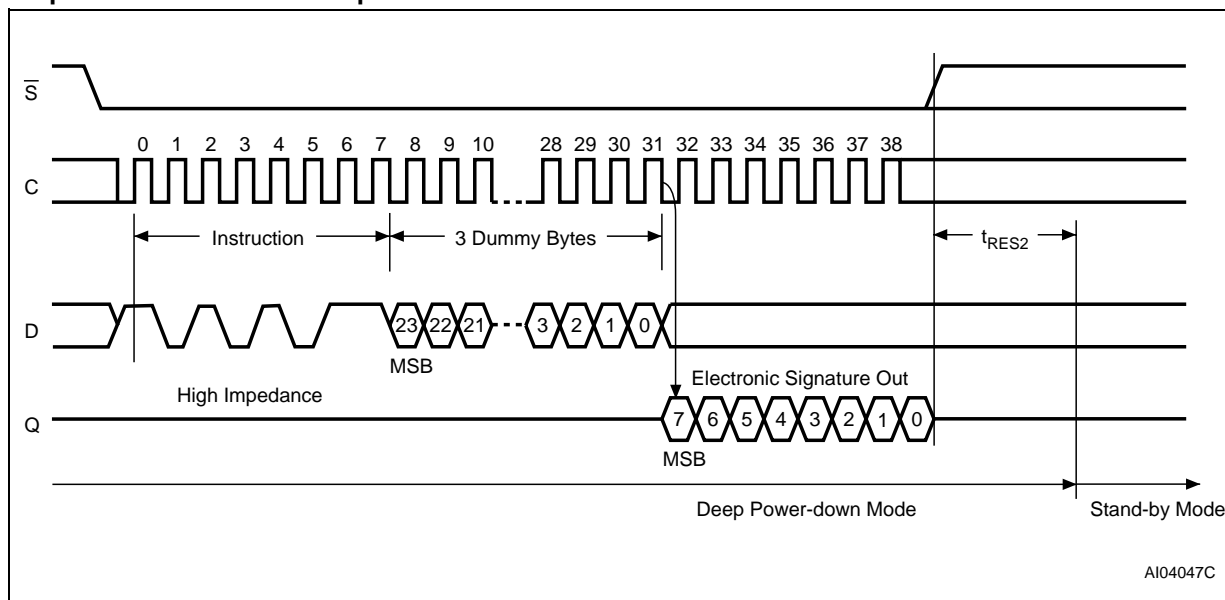 S
0 1 2 3 4 5 6 7 8 9 10 28 29 30 31 32 33 34 35 36 37 38
C
Instruction 3 Dummy Bytes tRES2
D 23 22 21 3 2 1 0
MSB
High Impedance Electronic Signature Out
Q 7 6 5 4 3 2 1 0
MSB
Deep Power-down Mode Stand-by Mode
AI04047C